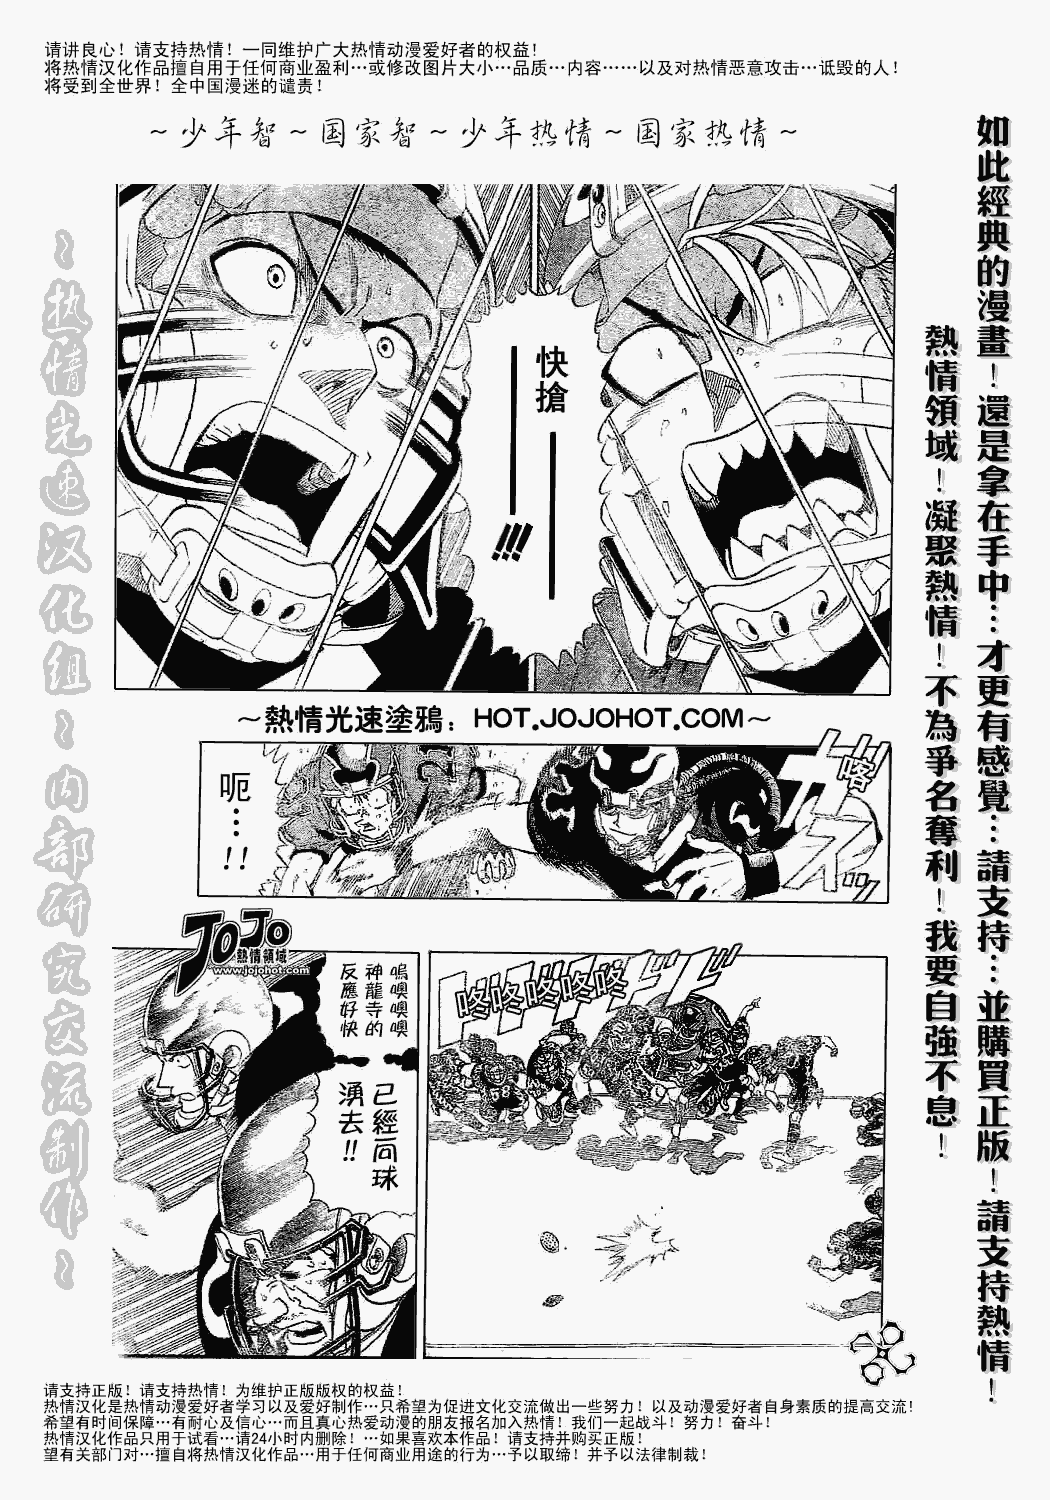 请讲良心！请支持热情！一同维护广大热情动漫爱好者的权益！
将热情汉化作品擅自用于任何商业盈利…或修改图片大小…品质…内容……以及对热情恶意攻击…诋毁的人！
将受到全世界！全中国漫迷的谴责！
～少年智～国家智～少年热情～国家热情～
如此經典的漫畫！還是拿在手中…才更有感覺…請支持…並購買正版！請支持熱情！
熱情領域！凝聚熱情！不為爭名奪利！我要自強不息！
～热情光速汉化组～内部研究交流制作～
快搶
——!!!
～熱情光速塗鴉：HOT.JOJOHOT.COM～
喀
ガスッ
呃…!!
JOJO
熱情領域
www.jojohot.com
咚咚咚咚咚
ドドドドド
嗚噢噢噢
神龍寺的
反應好快
已經向球
湧去!!
请支持正版！请支持热情！为维护正版版权的权益！
热情汉化是热情动漫爱好者学习以及爱好制作…只希望为促进文化交流做出一些努力！以及动漫爱好者自身素质的提高交流！
希望有时间保障…有耐心及信心…而且真心热爱动漫的朋友报名加入热情！我们一起战斗！努力！奋斗！
热情汉化作品只用于试看…请24小时内删除！…如果喜欢本作品！请支持并购买正版！
望有关部门对…擅自将热情汉化作品…用于任何商业用途的行为…予以取缔！并予以法律制裁！